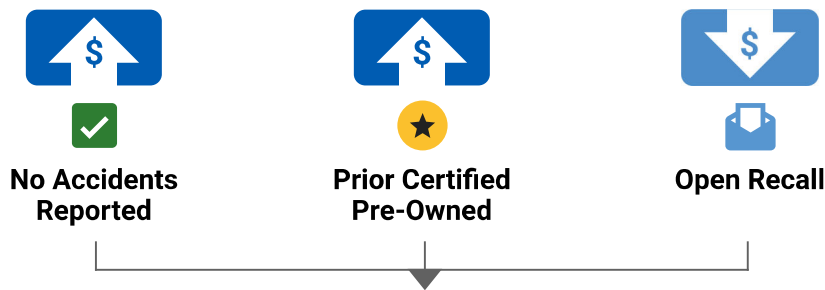 $
$
$
No Accidents
Reported
Prior Certified
Pre-Owned
Open Recall